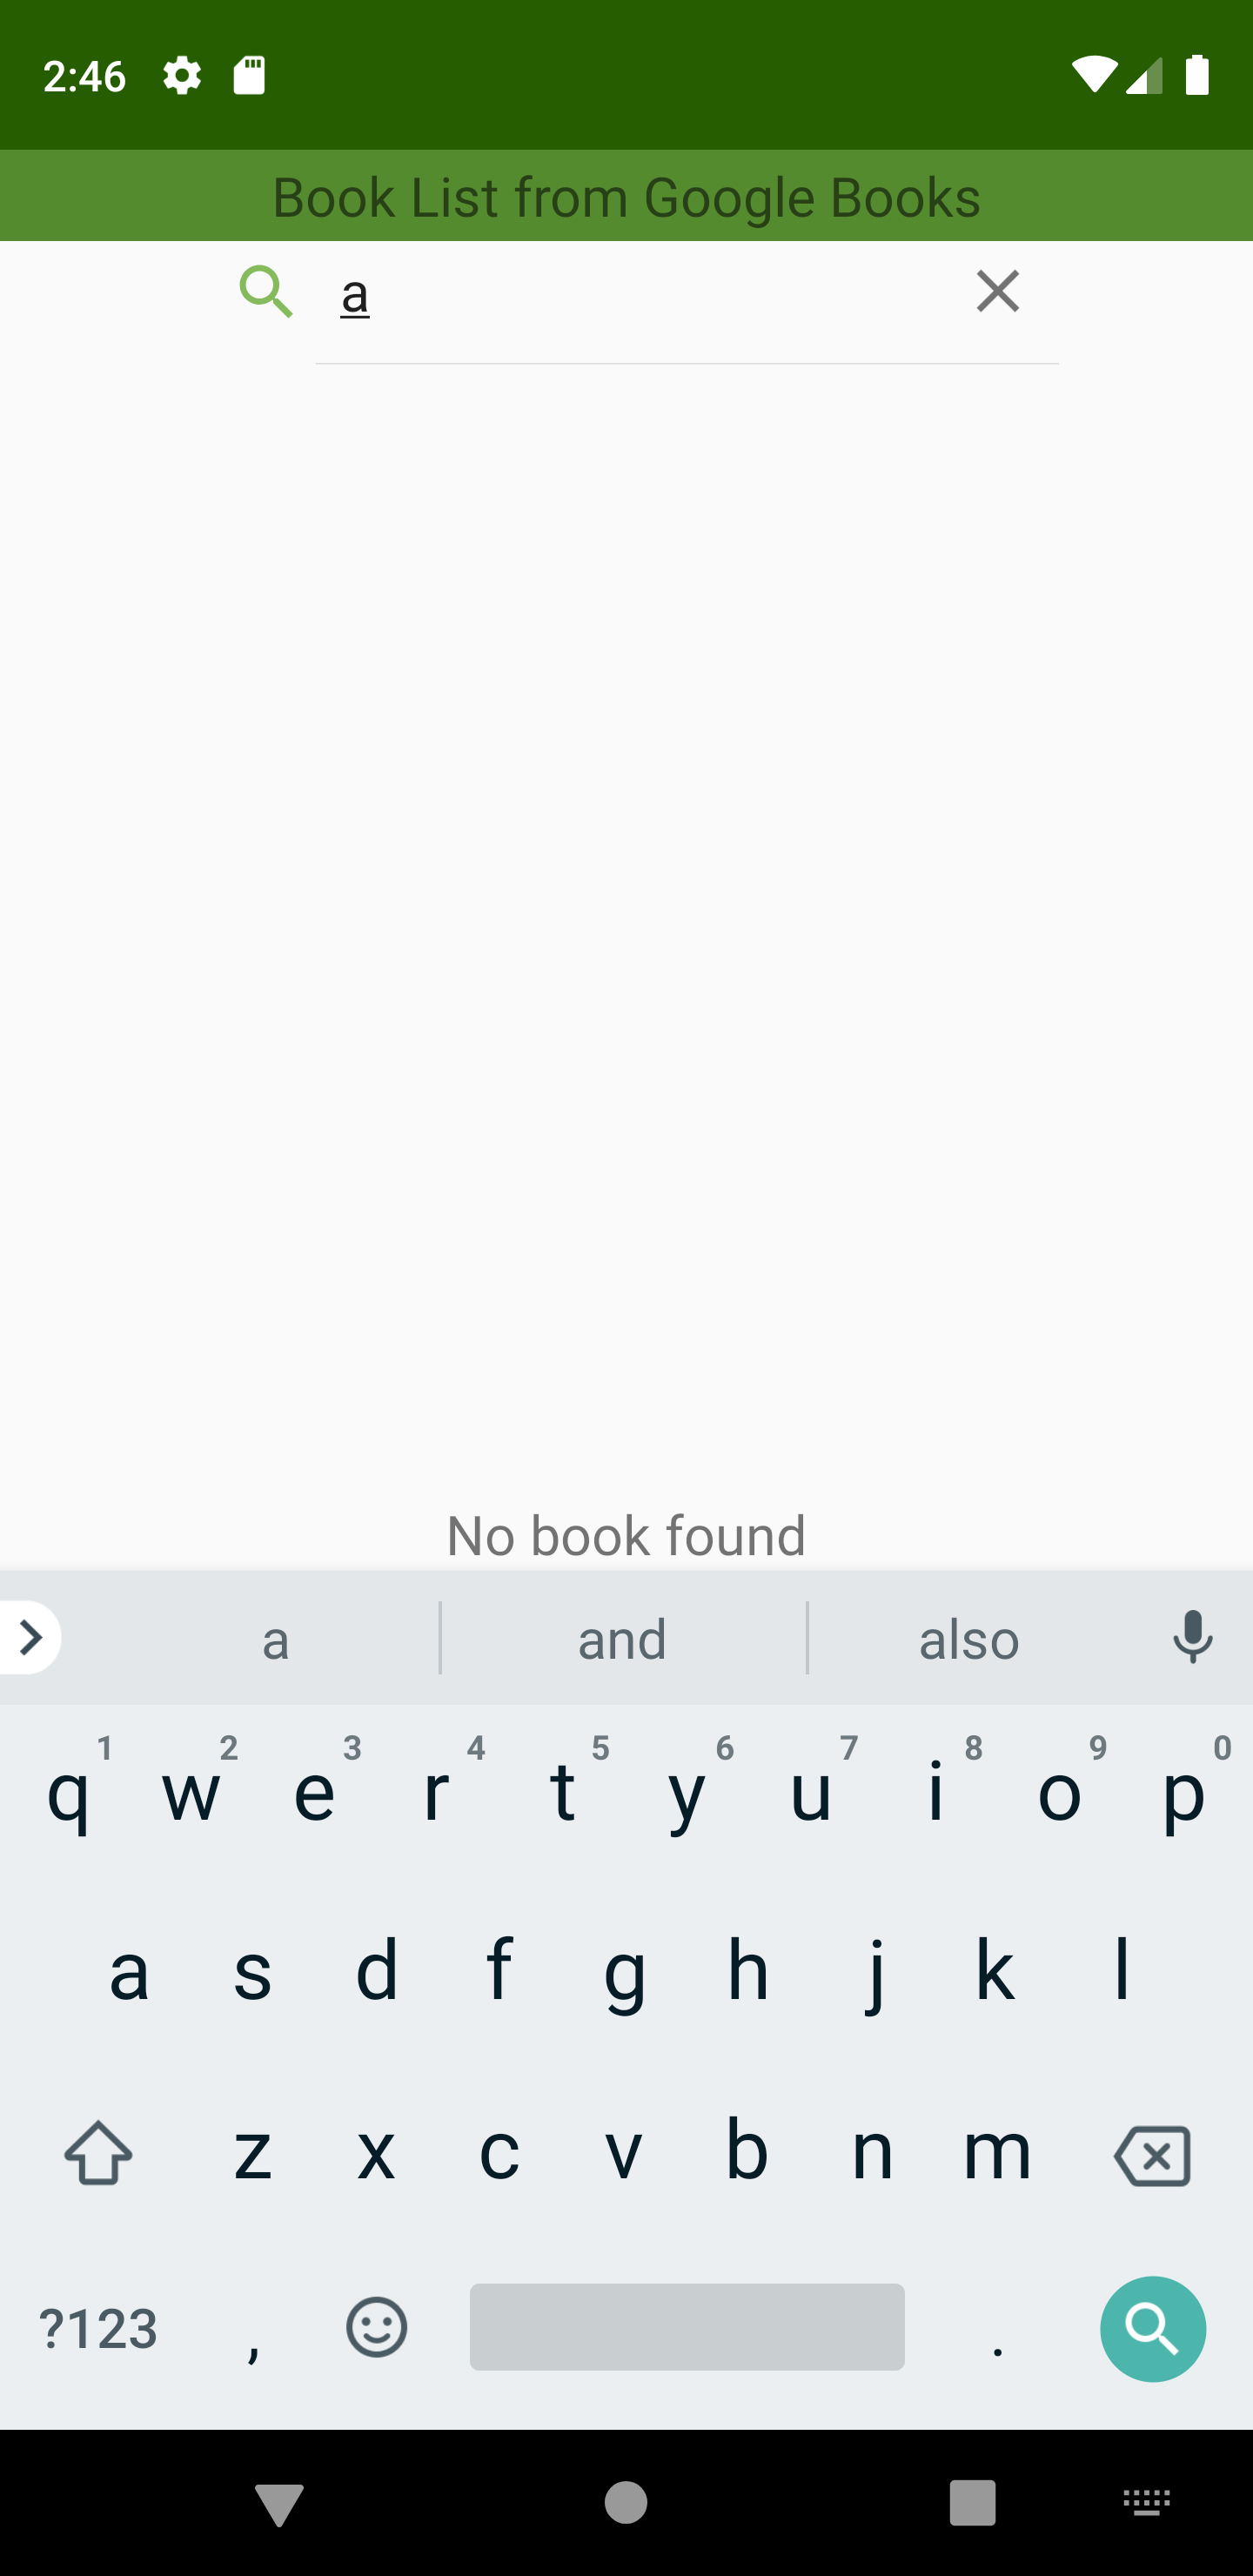 2:46
Book List from Google Books
a
No book found
a and also
1 2 3 4 5 6 7 8 9 0
q w e r t y u i o p
a s d f g h j k l
z x c v b n m
?123 , .